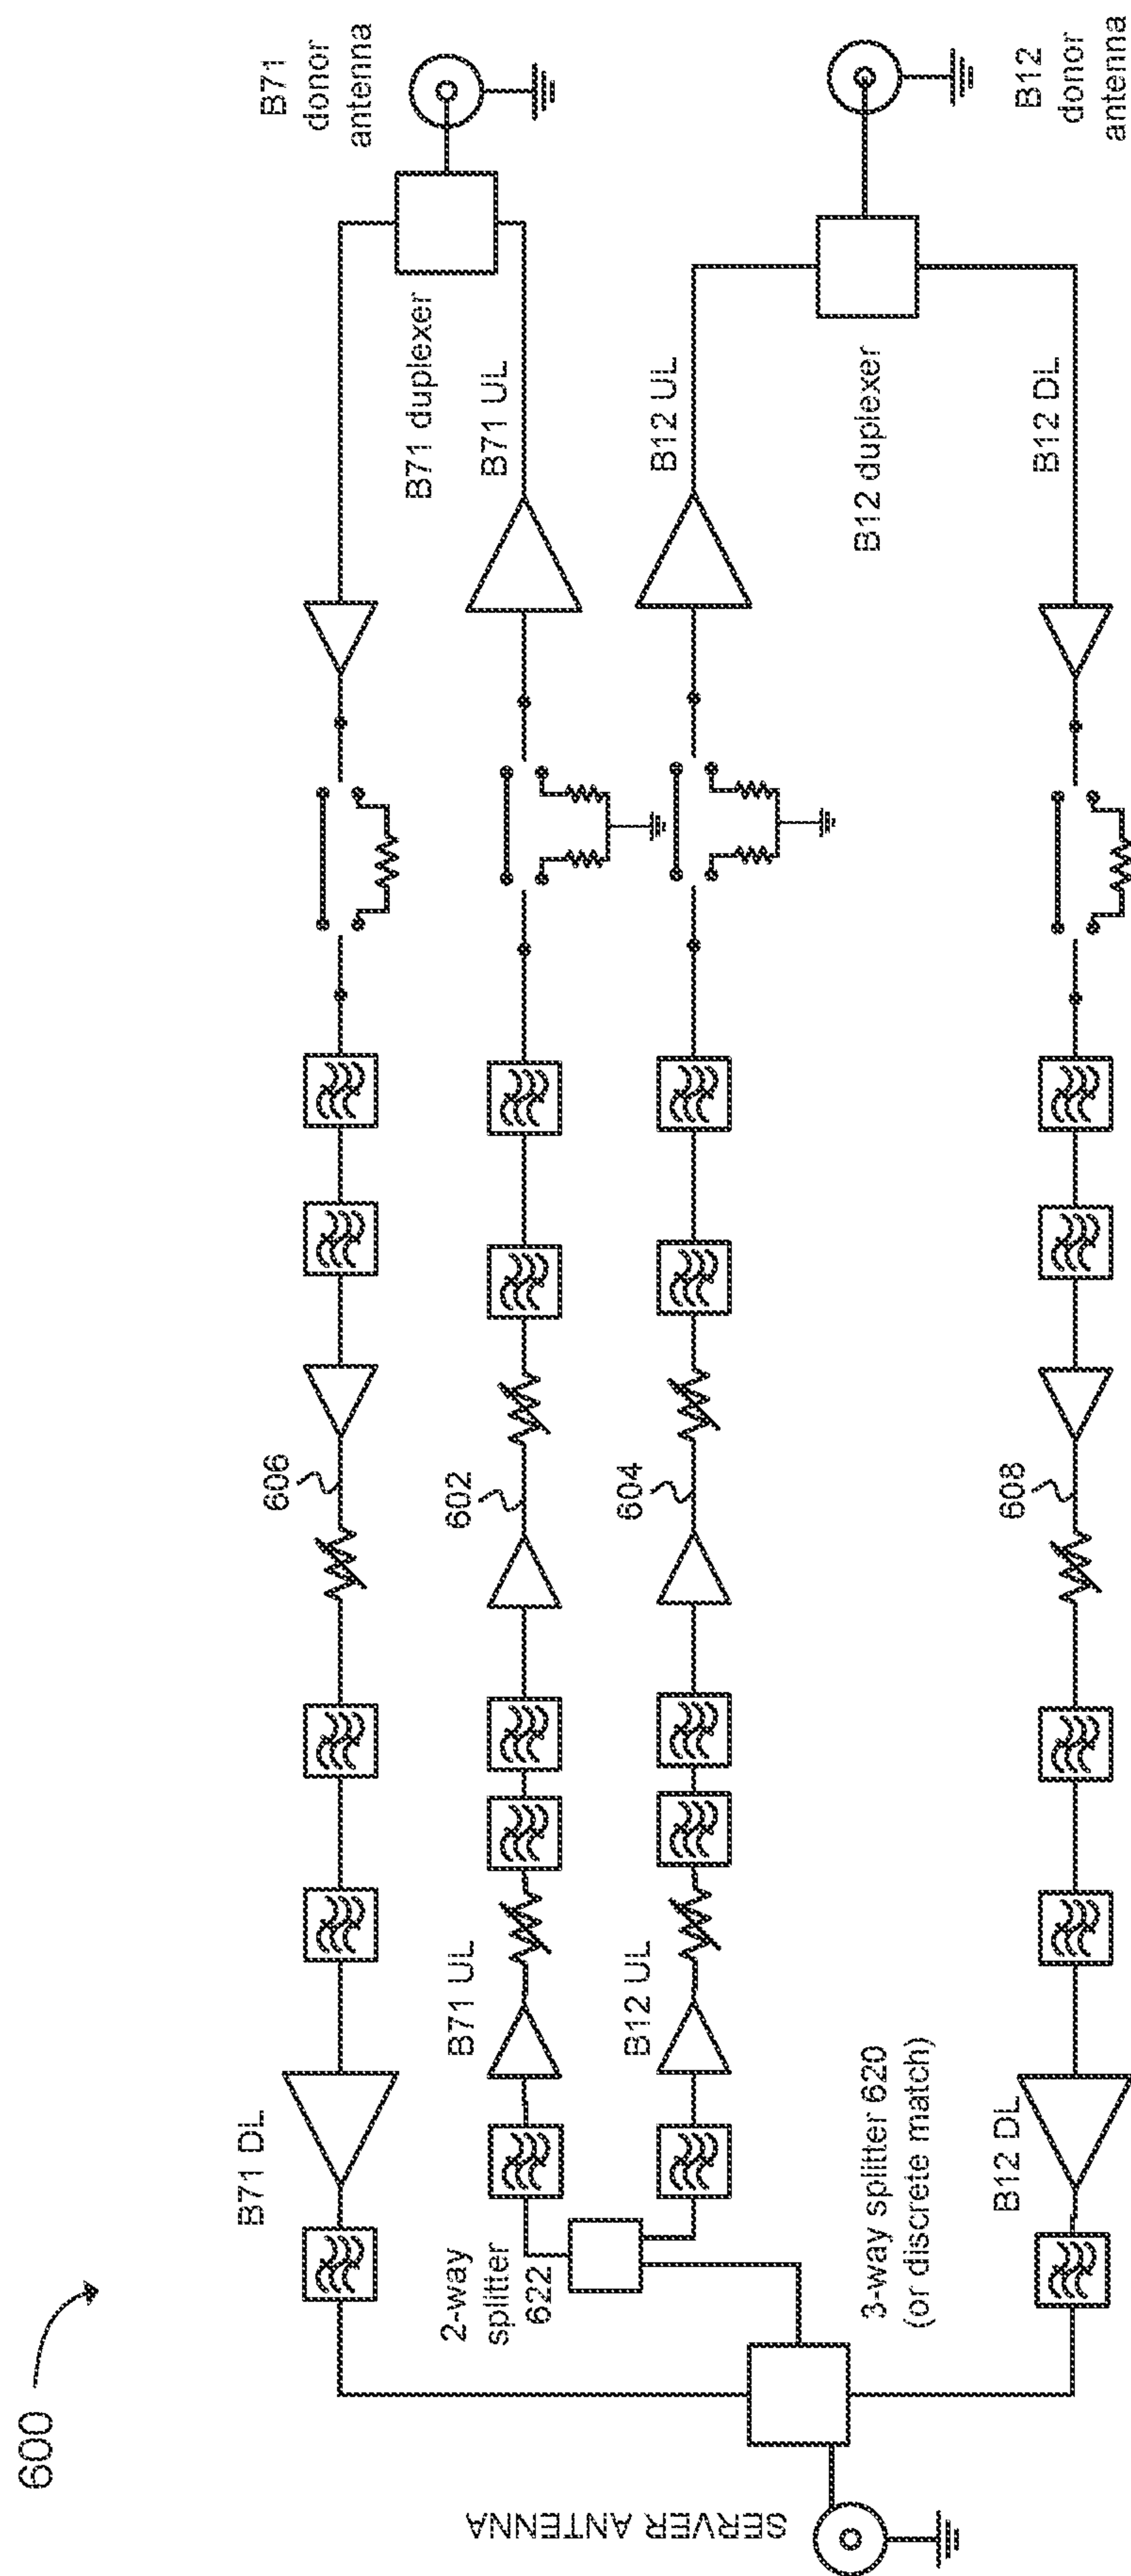 600
B71
donor
antenna
B71 DL
606
B71 duplexer
B71 UL
602
B71 UL
2-way
splitter
622
B12 UL
604
B12 UL
B12 duplexer
3-way splitter 620
(or discrete match)
SERVER ANTENNA
B12 DL
608
B12 DL
B12
donor
antenna